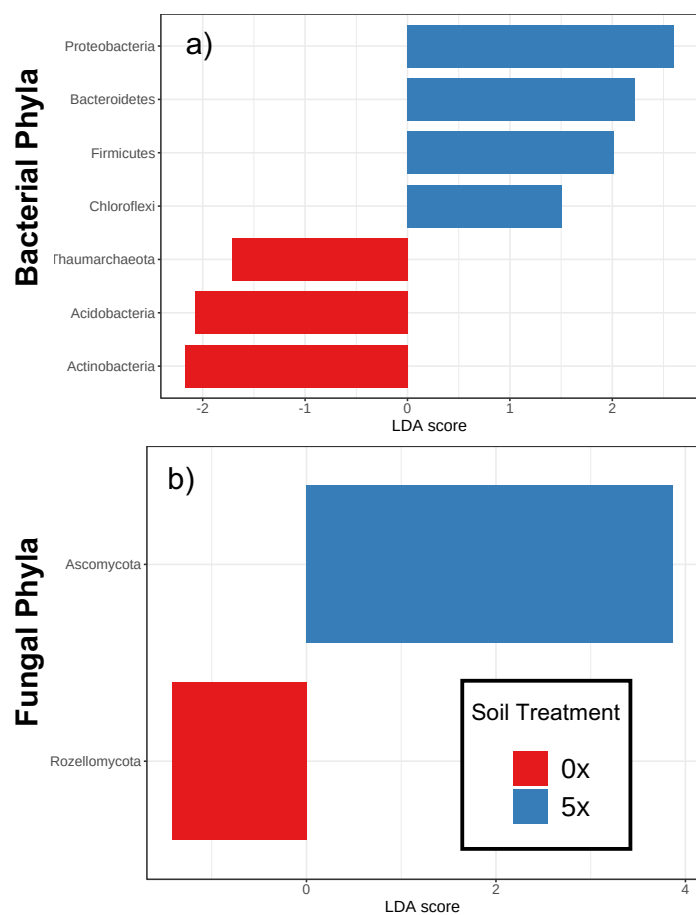 a)
Bacterial Phyla
Proteobacteria
Bacteroidetes
Firmicutes
Chloroflexi
Thaumarchaeota
Acidobacteria
Actinobacteria
-2 -1 0 1 2
LDA score
b)
Fungal Phyla
Ascomycota
Rozellomycota
Soil Treatment
0x
5x
0 2 4
LDA score